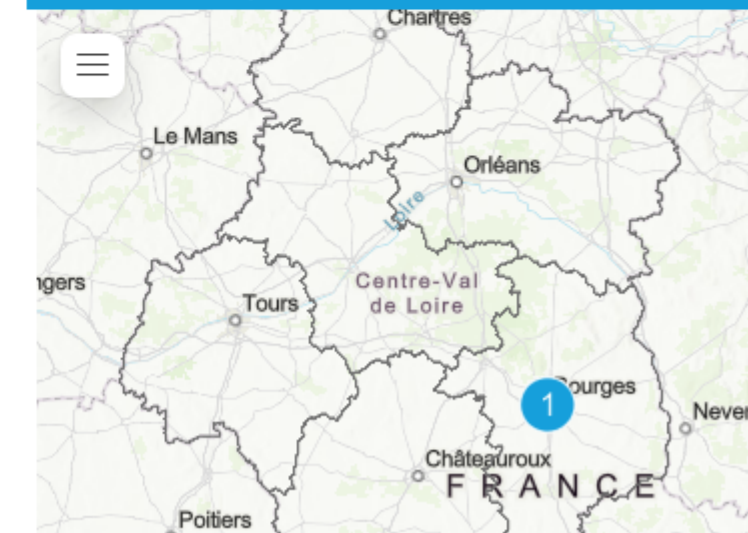 Chartres
Le Mans
Orléans
Loire
Centre-Val
de Loire
ngers
Tours
1
Bourges
Never
Châteauroux
FRANCE
Poitiers